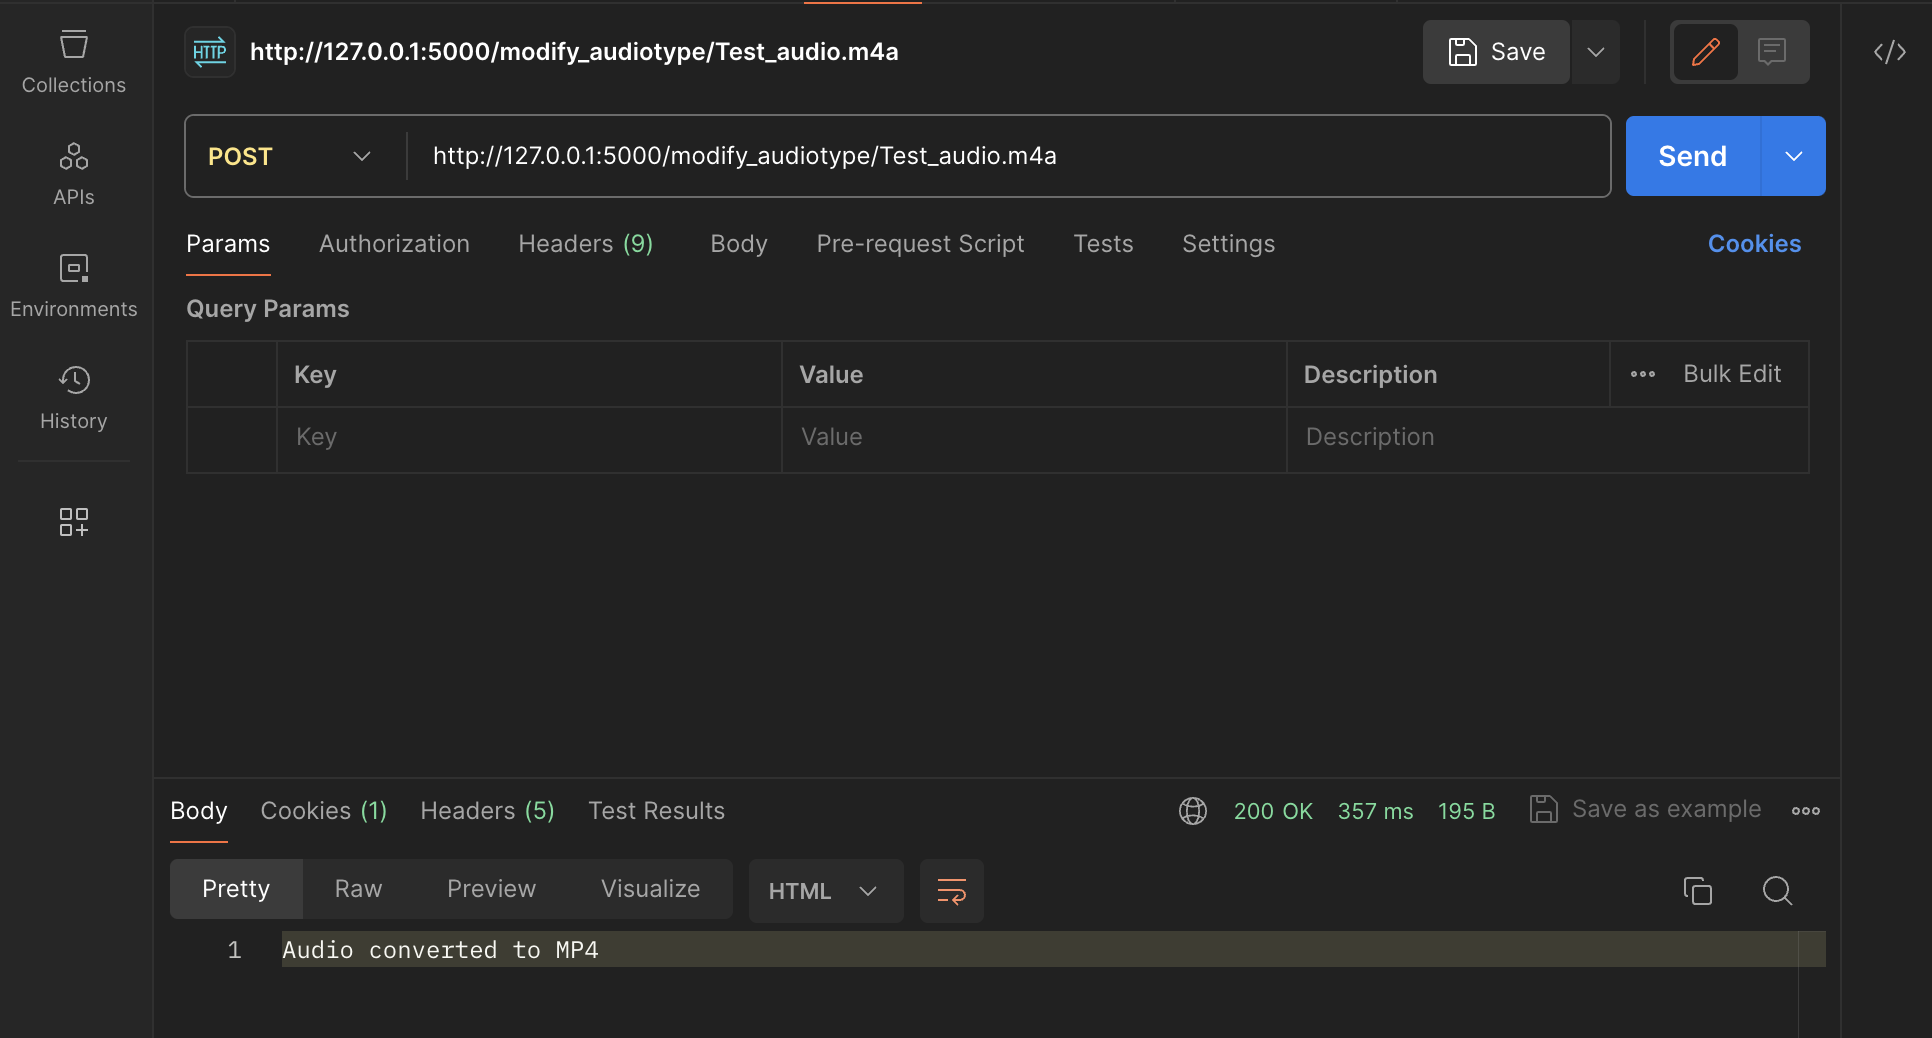 Collections
APIs
Environments
History
HTTP http://127.0.0.1:5000/modify_audiotype/Test_audio.m4a Save
POST http://127.0.0.1:5000/modify_audiotype/Test_audio.m4a Send
Params Authorization Headers (9) Body Pre-request Script Tests Settings Cookies
Query Params
Key Value Description Bulk Edit
Key Value Description
Body Cookies (1) Headers (5) Test Results 200 OK 357 ms 195 B Save as example
Pretty Raw Preview Visualize HTML
1 Audio converted to MP4